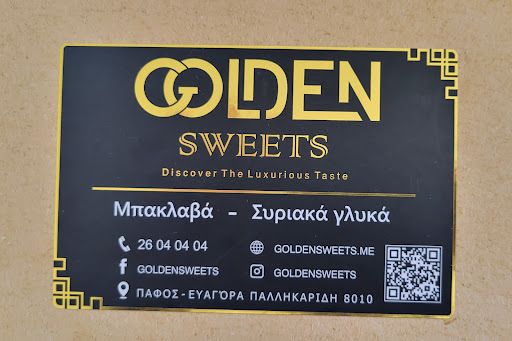 GOLDEN
SWEETS
Discover The Luxurious Taste
Μπακλαβά - Συριακά γλυκά
26 04 04 04
GOLDENSWEETS.ME
GOLDENSWEETS
GOLDENSWEETS
ΠΑΦΟΣ-ΕΥΑΓΟΡΑ ΠΑΛΛΗΚΑΡΙΔΗ 8010